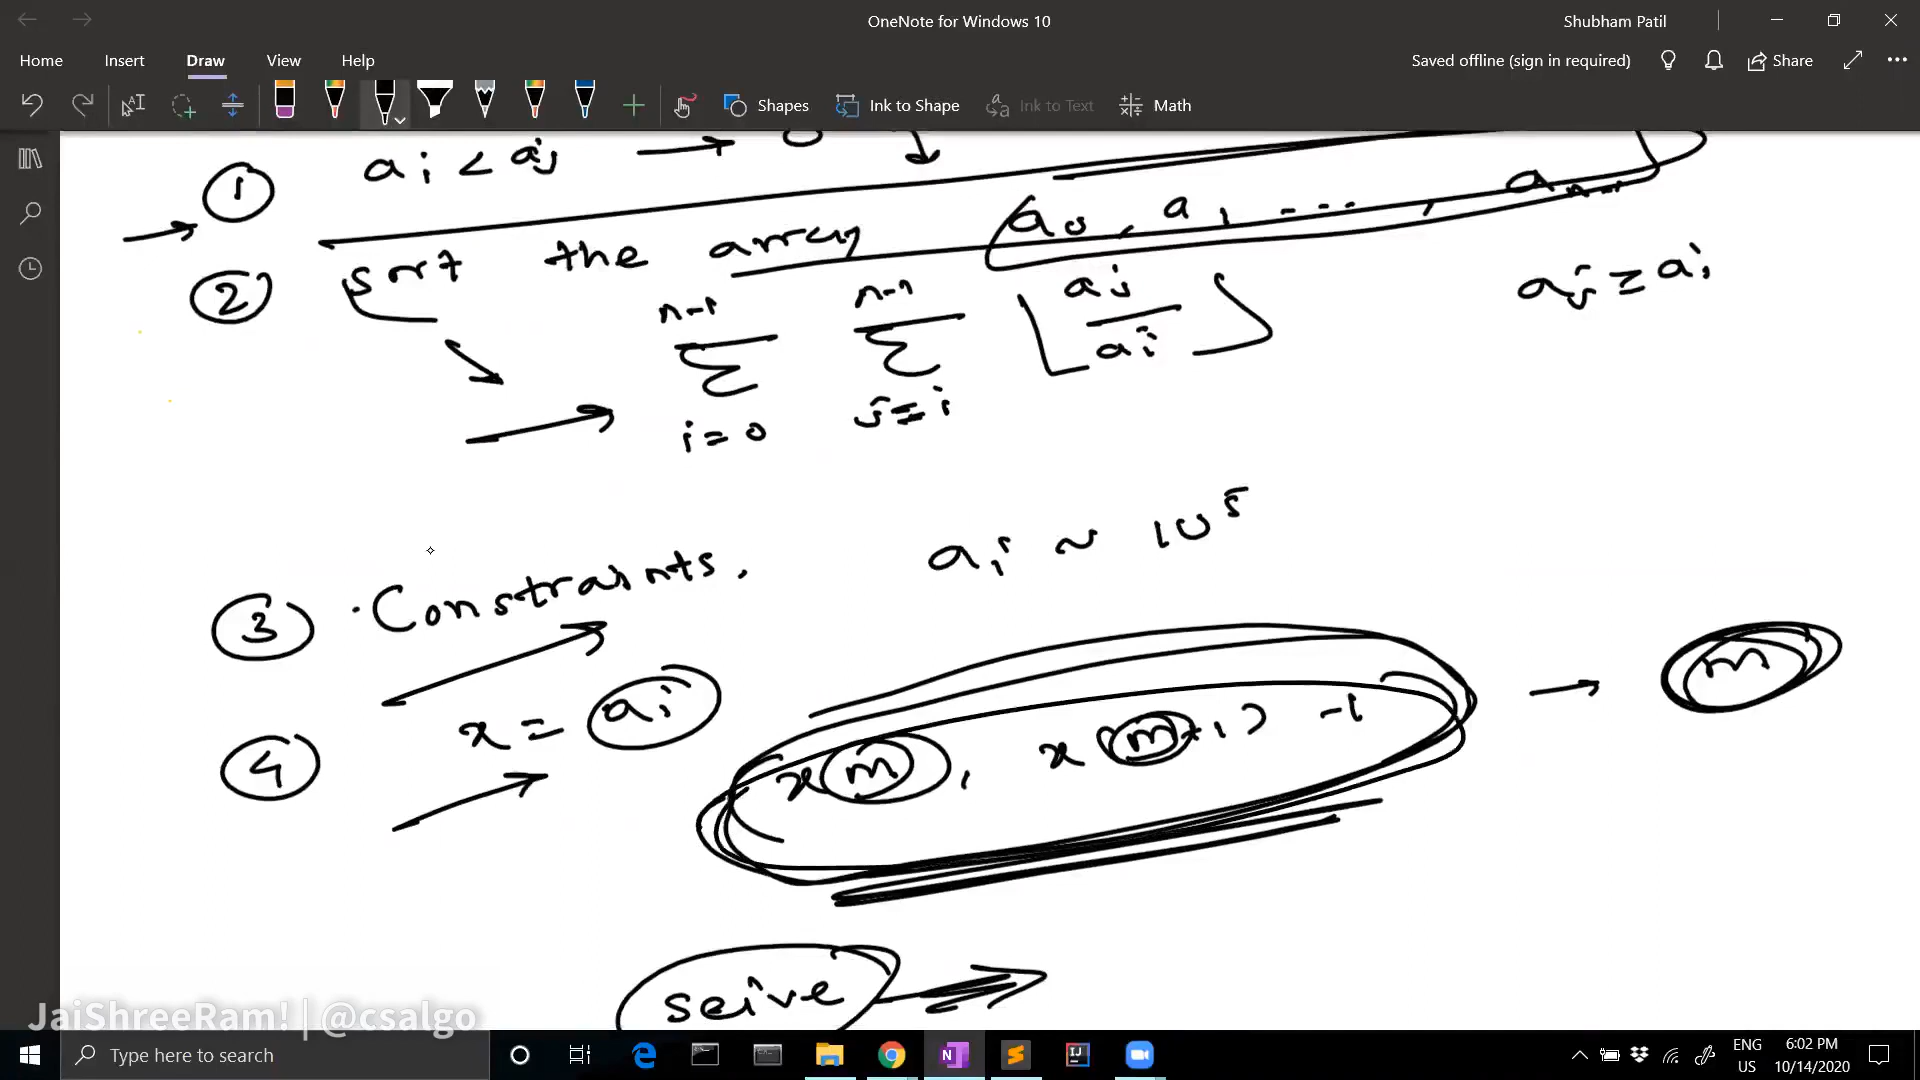 OneNote for Windows 10
Shubham Patil
Home Insert Draw View Help
Saved offline (sign in required)
Share
Shapes Ink to Shape Ink to Text Math
① ai < aj → 0
② sort the array a0, a1, ..., an-1
n-1 n-1
∑ ∑ ⌊aj/ai⌋ aj ≥ ai
i=0 j=i
③ Constraints. ai ~ 10^5
④ x = ai
xm, x(m+1) -1 → m
seive
JaiShreeRam! | @csalgo
Type here to search
ENG
US
6:02 PM
10/14/2020